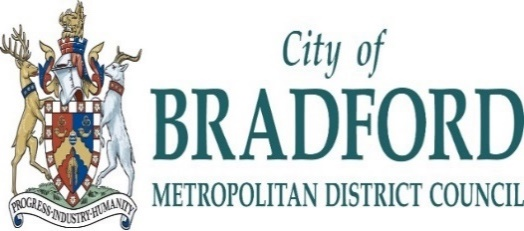 City of
BRADFORD
METROPOLITAN DISTRICT COUNCIL
PROGRESS·INDUSTRY·HUMANITY